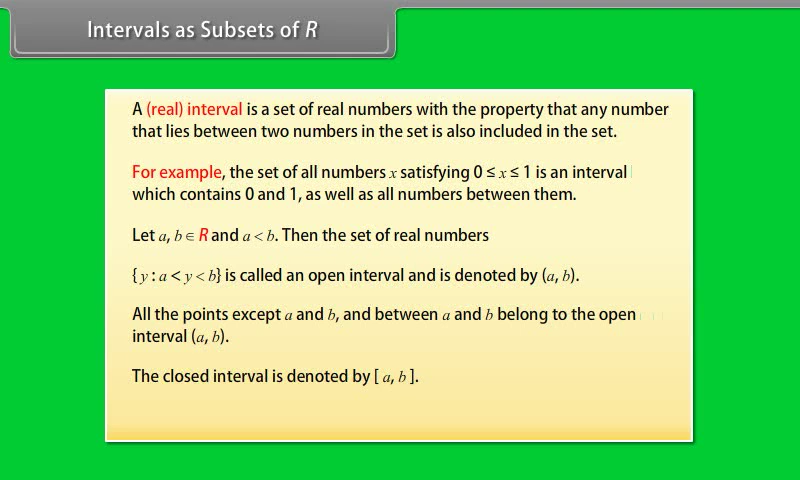 Intervals as Subsets of R
A (real) interval is a set of real numbers with the property that any number
that lies between two numbers in the set is also included in the set.
For example, the set of all numbers x satisfying 0 ≤ x ≤ 1 is an interval
which contains 0 and 1, as well as all numbers between them.
Let a, b ∈ R and a < b. Then the set of real numbers
{ y : a < y < b} is called an open interval and is denoted by (a, b).
All the points except a and b, and between a and b belong to the open
interval (a, b).
The closed interval is denoted by [ a, b ].